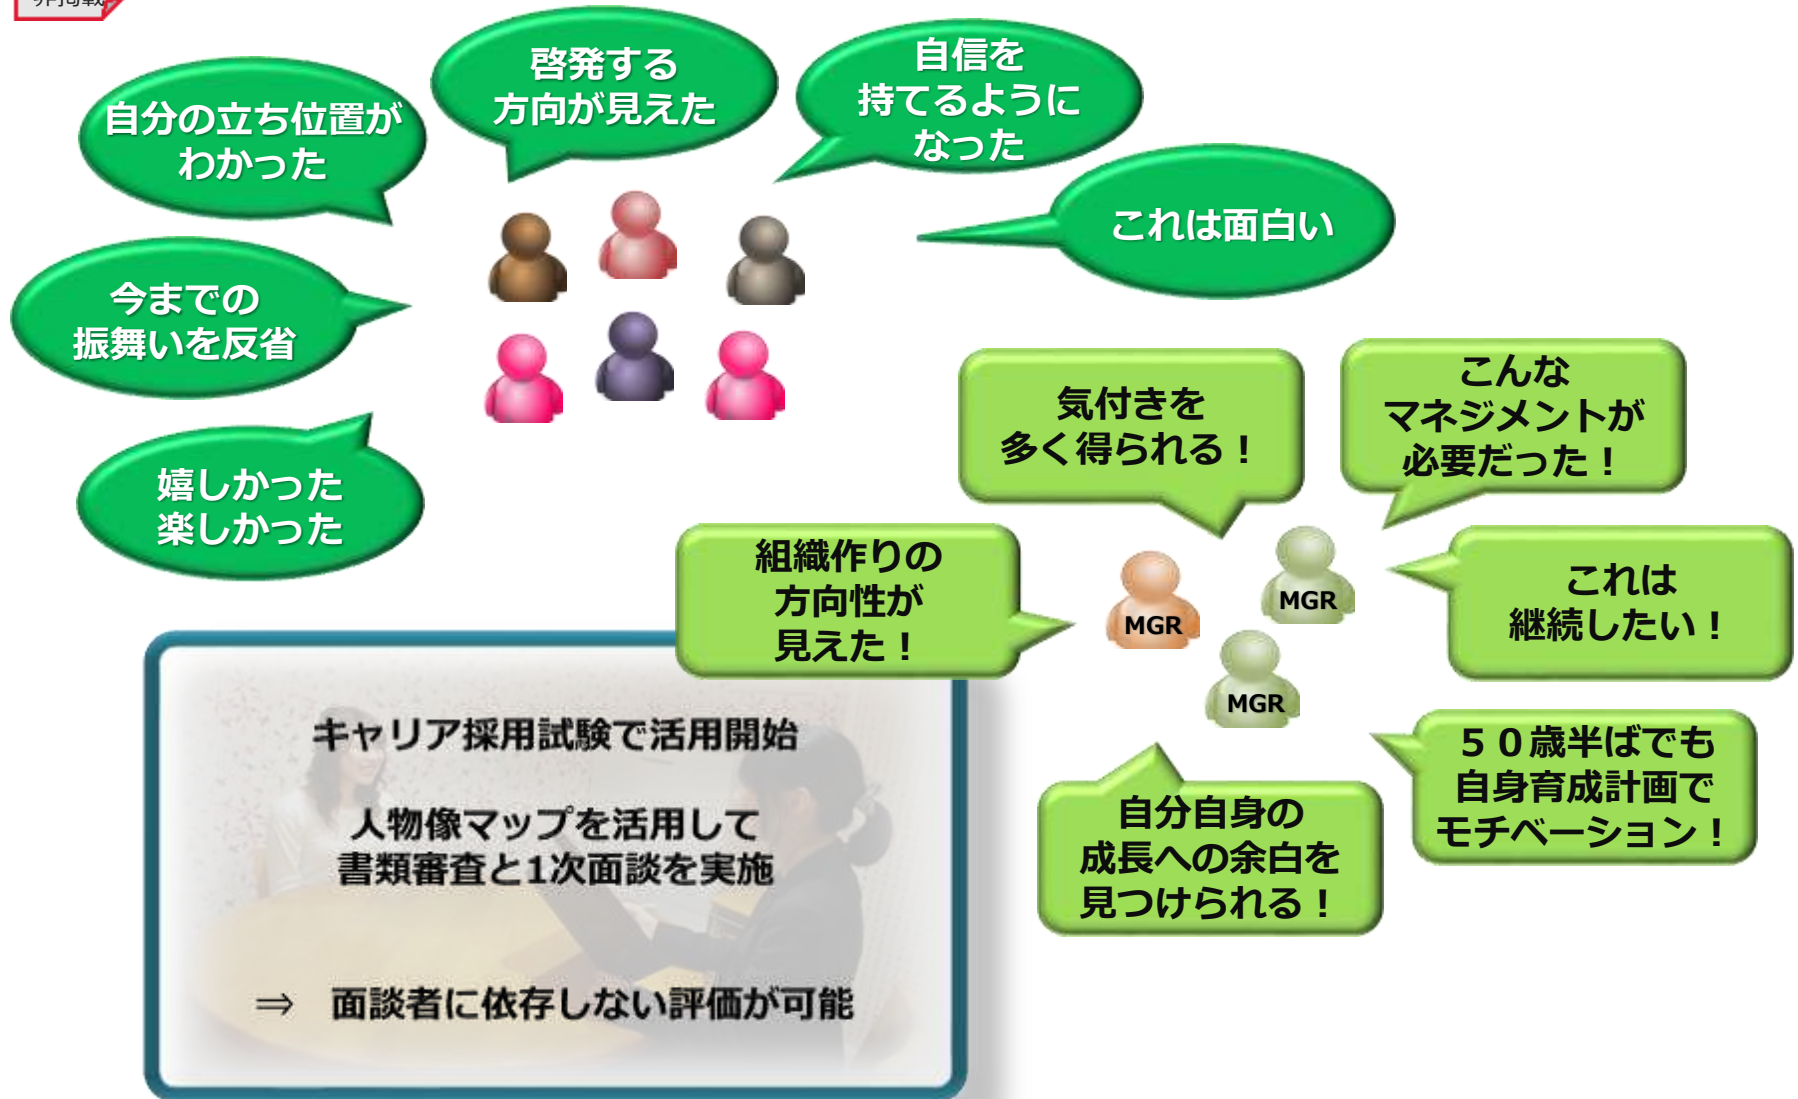 自分の立ち位置が
わかった
啓発する
方向が見えた
自信を
持てるように
なった
これは面白い
今までの
振舞いを反省
嬉しかった
楽しかった
気付きを
多く得られる！
こんな
マネジメントが
必要だった！
組織作りの
方向性が
見えた！
MGR
MGR
MGR
これは
継続したい！
５０歳半ばでも
自身育成計画で
モチベーション！
自分自身の
成長への余白を
見つけられる！
キャリア採用試験で活用開始
人物像マップを活用して
書類審査と1次面談を実施
⇒　面談者に依存しない評価が可能